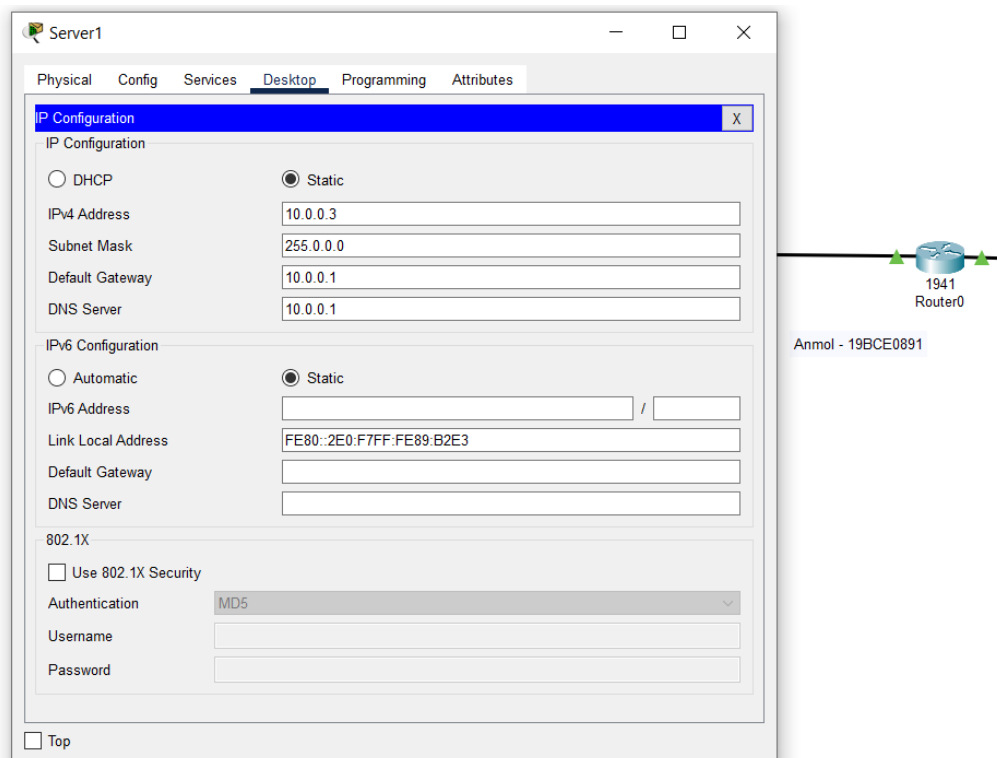 Server1
Physical Config Services Desktop Programming Attributes
IP Configuration X
IP Configuration
DHCP Static
IPv4 Address 10.0.0.3
Subnet Mask 255.0.0.0
Default Gateway 10.0.0.1
DNS Server 10.0.0.1
IPv6 Configuration
Automatic Static
IPv6 Address /
Link Local Address FE80::2E0:F7FF:FE89:B2E3
Default Gateway
DNS Server
802.1X
Use 802.1X Security
Authentication MD5
Username
Password
Top
1941
Router0
Anmol - 19BCE0891